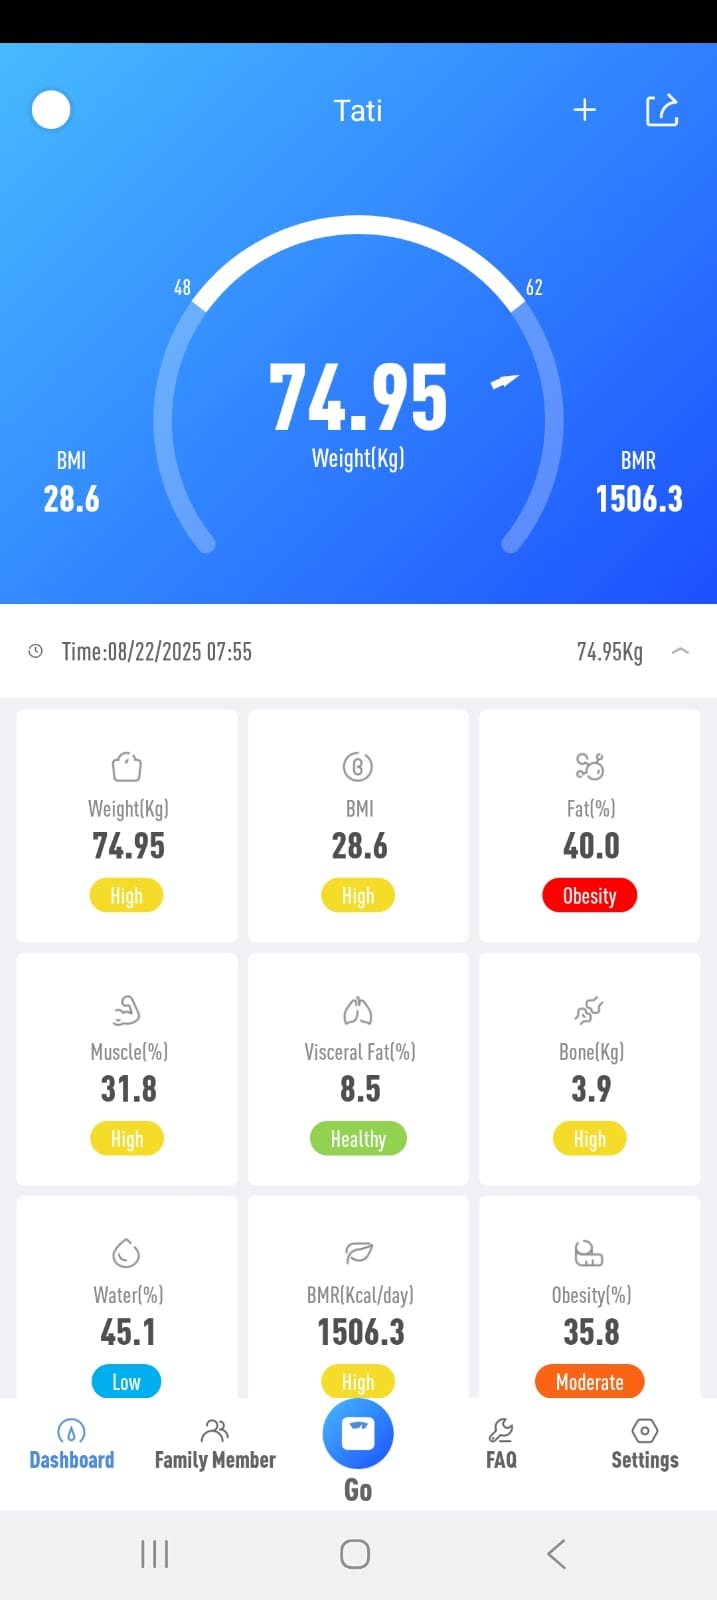 Tati
48
62
74.95
Weight(Kg)
BMI
28.6
BMR
1506.3
Time:08/22/2025 07:55
74.95Kg
Weight(Kg)
BMI
Fat(%)
74.95
28.6
40.0
High
High
Obesity
Muscle(%)
Visceral Fat(%)
Bone(Kg)
31.8
8.5
3.9
High
Healthy
High
Water(%)
BMR(Kcal/day)
Obesity(%)
45.1
1506.3
35.8
Low
High
Moderate
Dashboard
Family Member
Go
FAQ
Settings